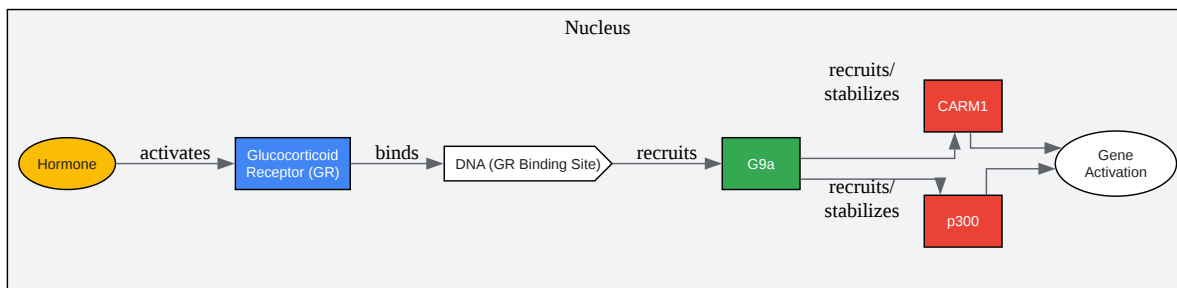 Nucleus
Hormone
activates
Glucocorticoid
Receptor (GR)
binds
DNA (GR Binding Site)
recruits
G9a
recruits/
stabilizes
CARM1
recruits/
stabilizes
p300
Gene
Activation